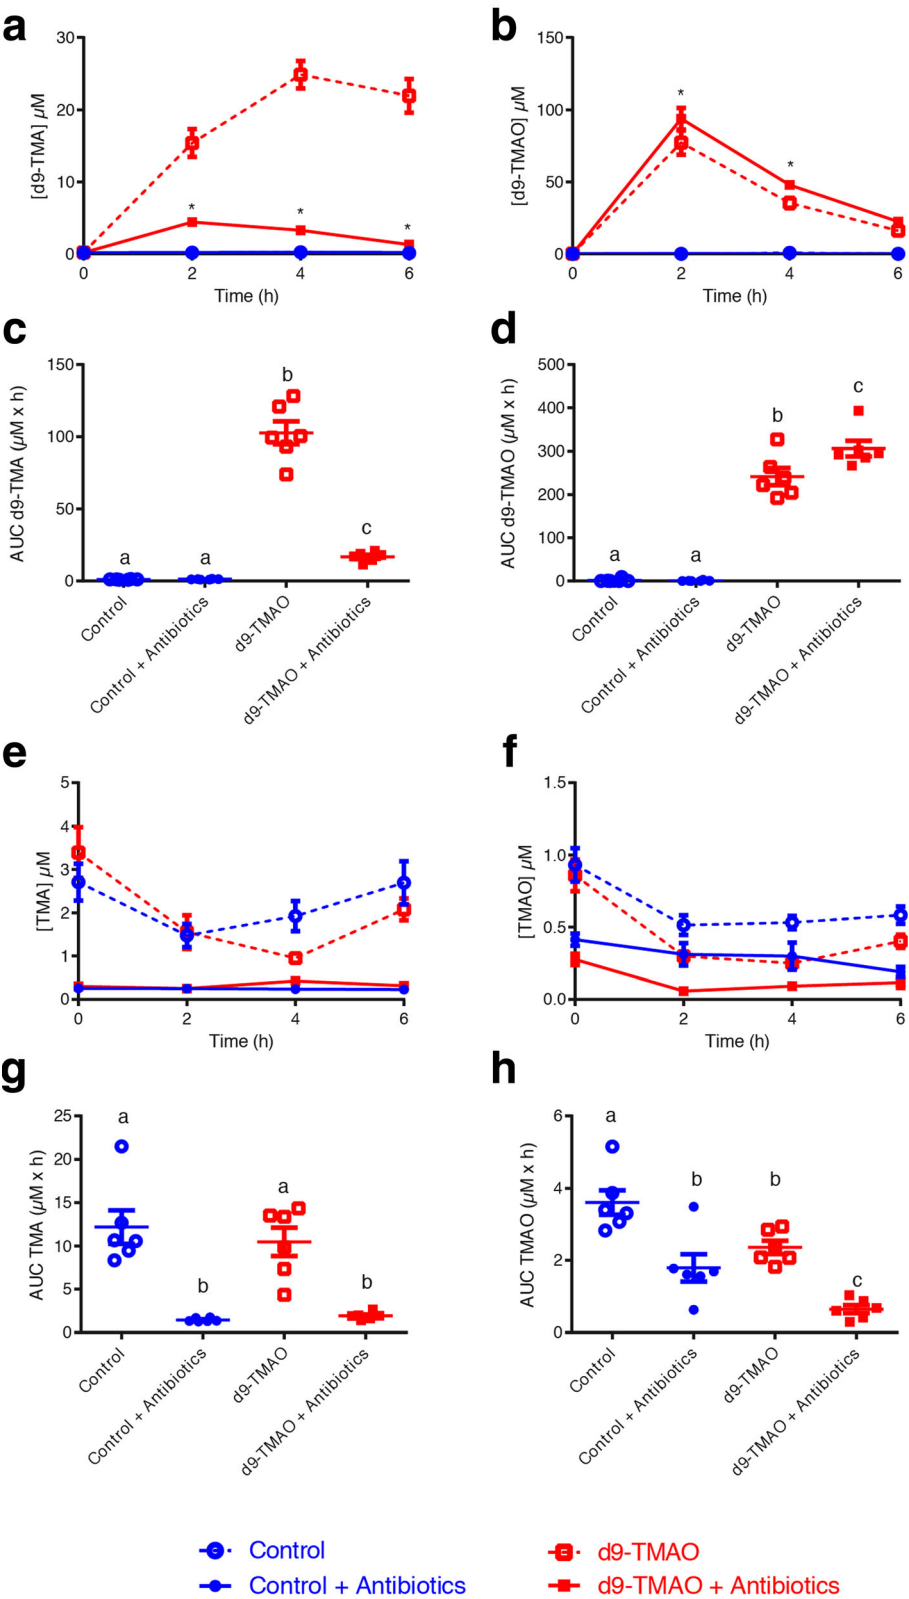 a
30
20
10
0
[d9-TMA] µM
*
*
*
0
2
4
6
Time (h)
b
150
100
50
0
[d9-TMAO] µM
*
*
0
2
4
6
Time (h)
c
150
100
50
0
AUC d9-TMA (µM x h)
a
a
b
c
Control
Control + Antibiotics
d9-TMAO
d9-TMAO + Antibiotics
d
500
400
300
200
100
0
AUC d9-TMAO (µM x h)
a
a
b
c
Control
Control + Antibiotics
d9-TMAO
d9-TMAO + Antibiotics
e
5
4
3
2
1
0
[TMA] µM
0
2
4
6
Time (h)
f
1.5
1.0
0.5
0.0
[TMAO] µM
0
2
4
6
Time (h)
g
25
20
15
10
5
0
AUC TMA (µM x h)
a
b
a
b
Control
Control + Antibiotics
d9-TMAO
d9-TMAO + Antibiotics
h
6
4
2
0
AUC TMAO (µM x h)
a
b
b
c
Control
Control + Antibiotics
d9-TMAO
d9-TMAO + Antibiotics
Control
Control + Antibiotics
d9-TMAO
d9-TMAO + Antibiotics